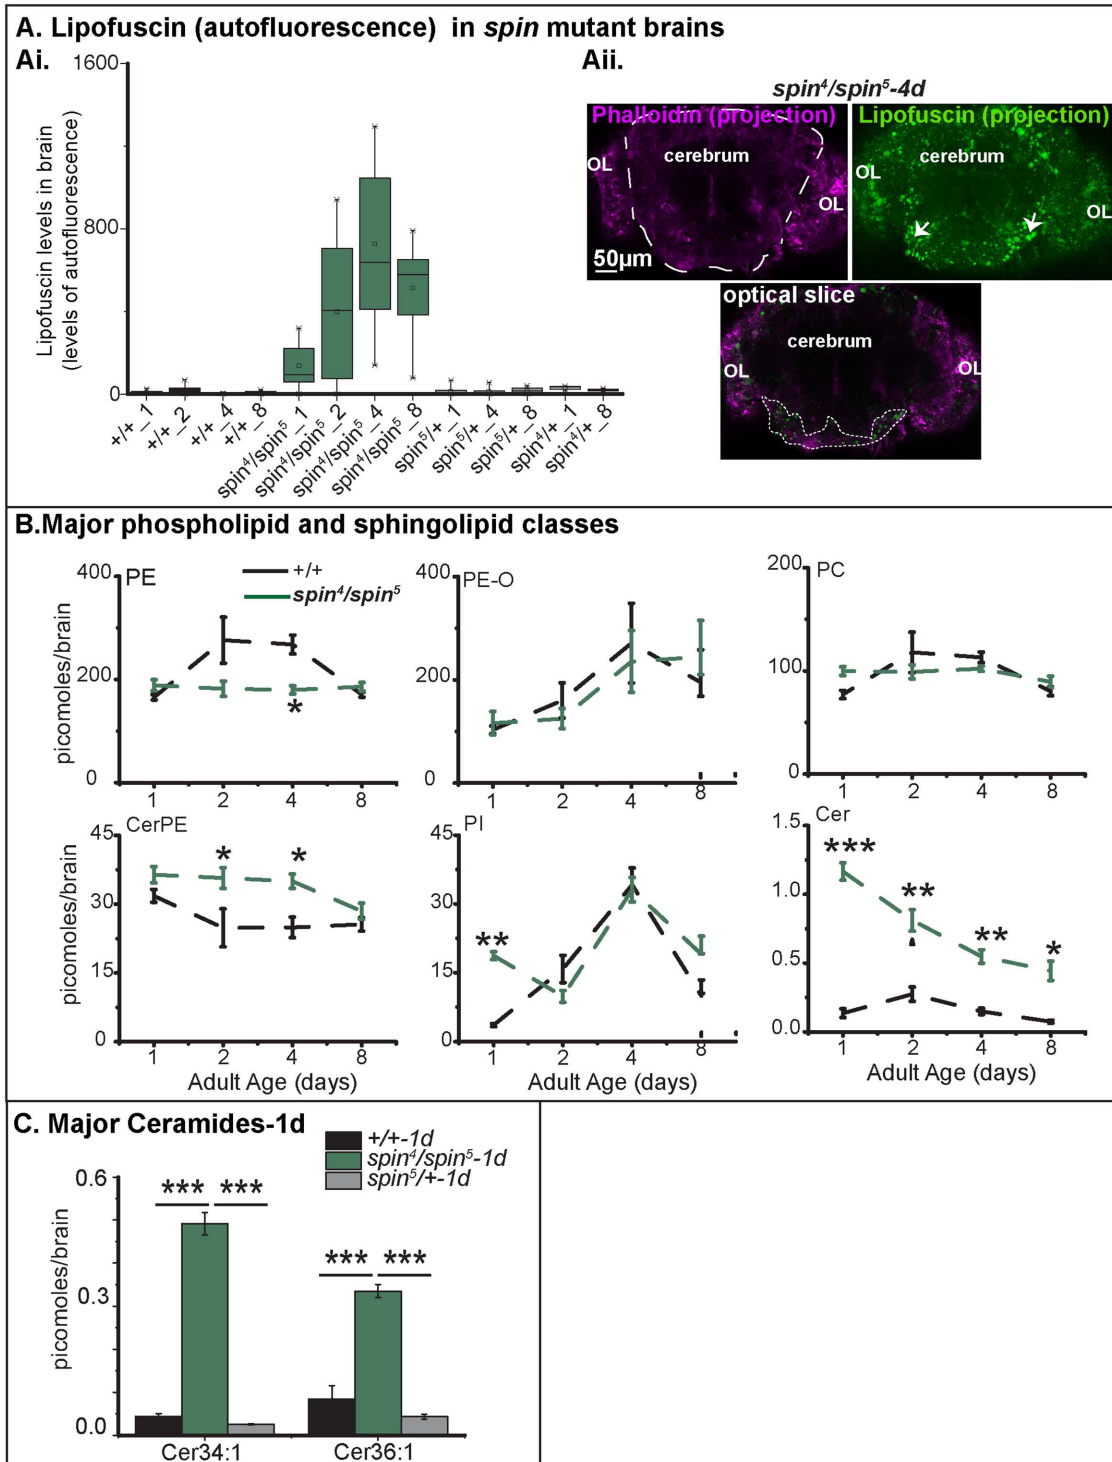 A. Lipofuscin (autofluorescence) in spin mutant brains
Ai.
Aii.
Lipofuscin levels in brain
(levels of autofluorescence)
1600
800
0
+/+_1
+/+_2
+/+_4
+/+_8
spin⁴/spin⁵_1
spin⁴/spin⁵_2
spin⁴/spin⁵_4
spin⁴/spin⁵_8
spin⁵/+_1
spin⁵/+_4
spin⁵/+_8
spin⁴/+_1
spin⁴/+_8
spin⁴/spin⁵-4d
Phalloidin (projection)
OL
cerebrum
OL
50µm
Lipofuscin (projection)
OL
cerebrum
OL
optical slice
cerebrum
OL
OL
B.Major phospholipid and sphingolipid classes
+/+
spin⁴/spin⁵
picomoles/brain
PE
400
200
0
*
1 2 4 8
PE-O
400
200
0
1 2 4 8
PC
200
100
0
1 2 4 8
picomoles/brain
CerPE
45
30
15
0
* *
1 2 4 8
Adult Age (days)
PI
45
30
15
0
**
1 2 4 8
Adult Age (days)
Cer
1.5
1.0
0.5
0.0
*** ** ** *
1 2 4 8
Adult Age (days)
C. Major Ceramides-1d
+/+-1d
spin⁴/spin⁵-1d
spin⁵/+-1d
picomoles/brain
0.6
0.3
0.0
*** ***
*** ***
Cer34:1 Cer36:1